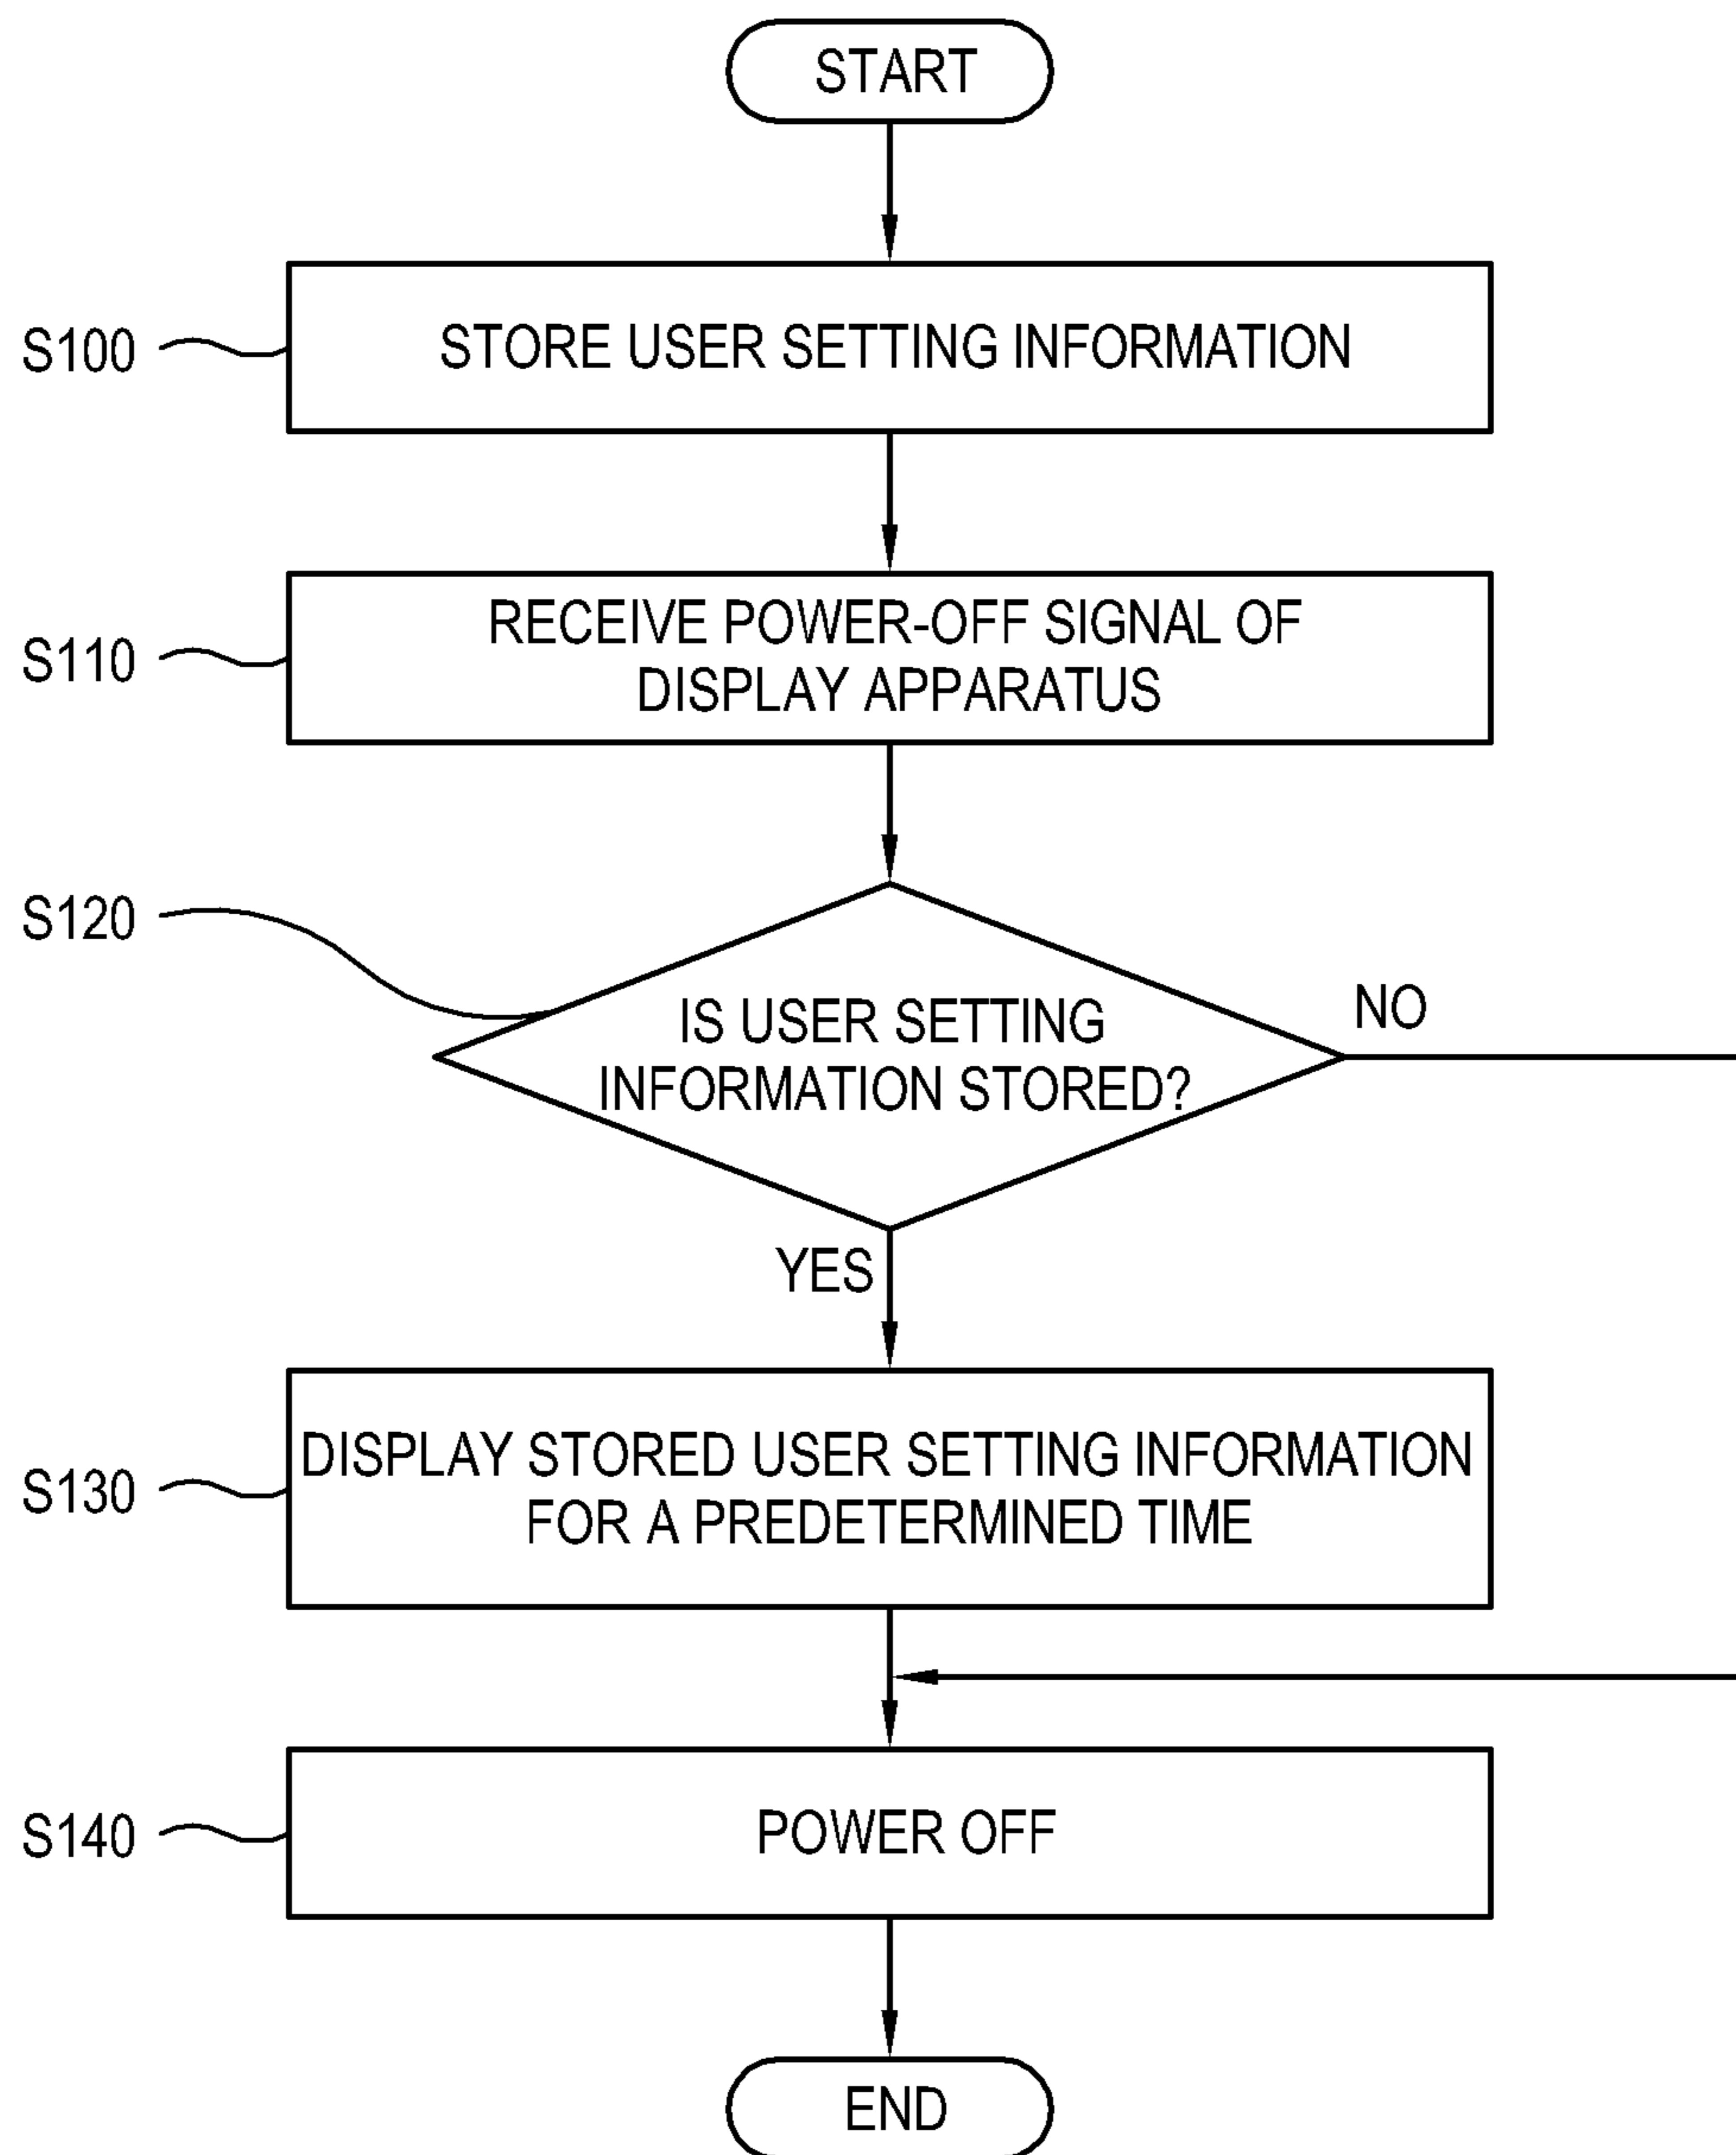 START
S100
STORE USER SETTING INFORMATION
S110
RECEIVE POWER-OFF SIGNAL OF
DISPLAY APPARATUS
S120
IS USER SETTING
INFORMATION STORED?
NO
YES
S130
DISPLAY STORED USER SETTING INFORMATION
FOR A PREDETERMINED TIME
S140
POWER OFF
END